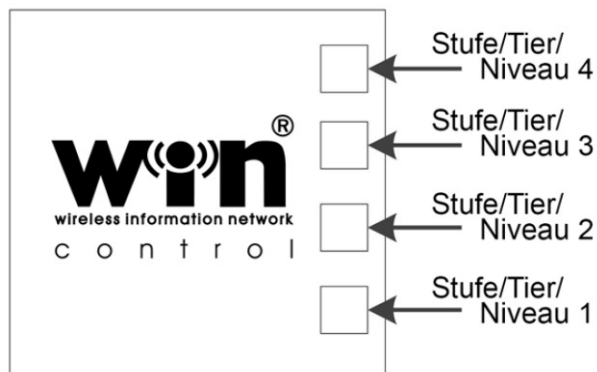 Stufe/Tier/
Niveau 4
Stufe/Tier/
Niveau 3
win®
wireless information network
control
Stufe/Tier/
Niveau 2
Stufe/Tier/
Niveau 1